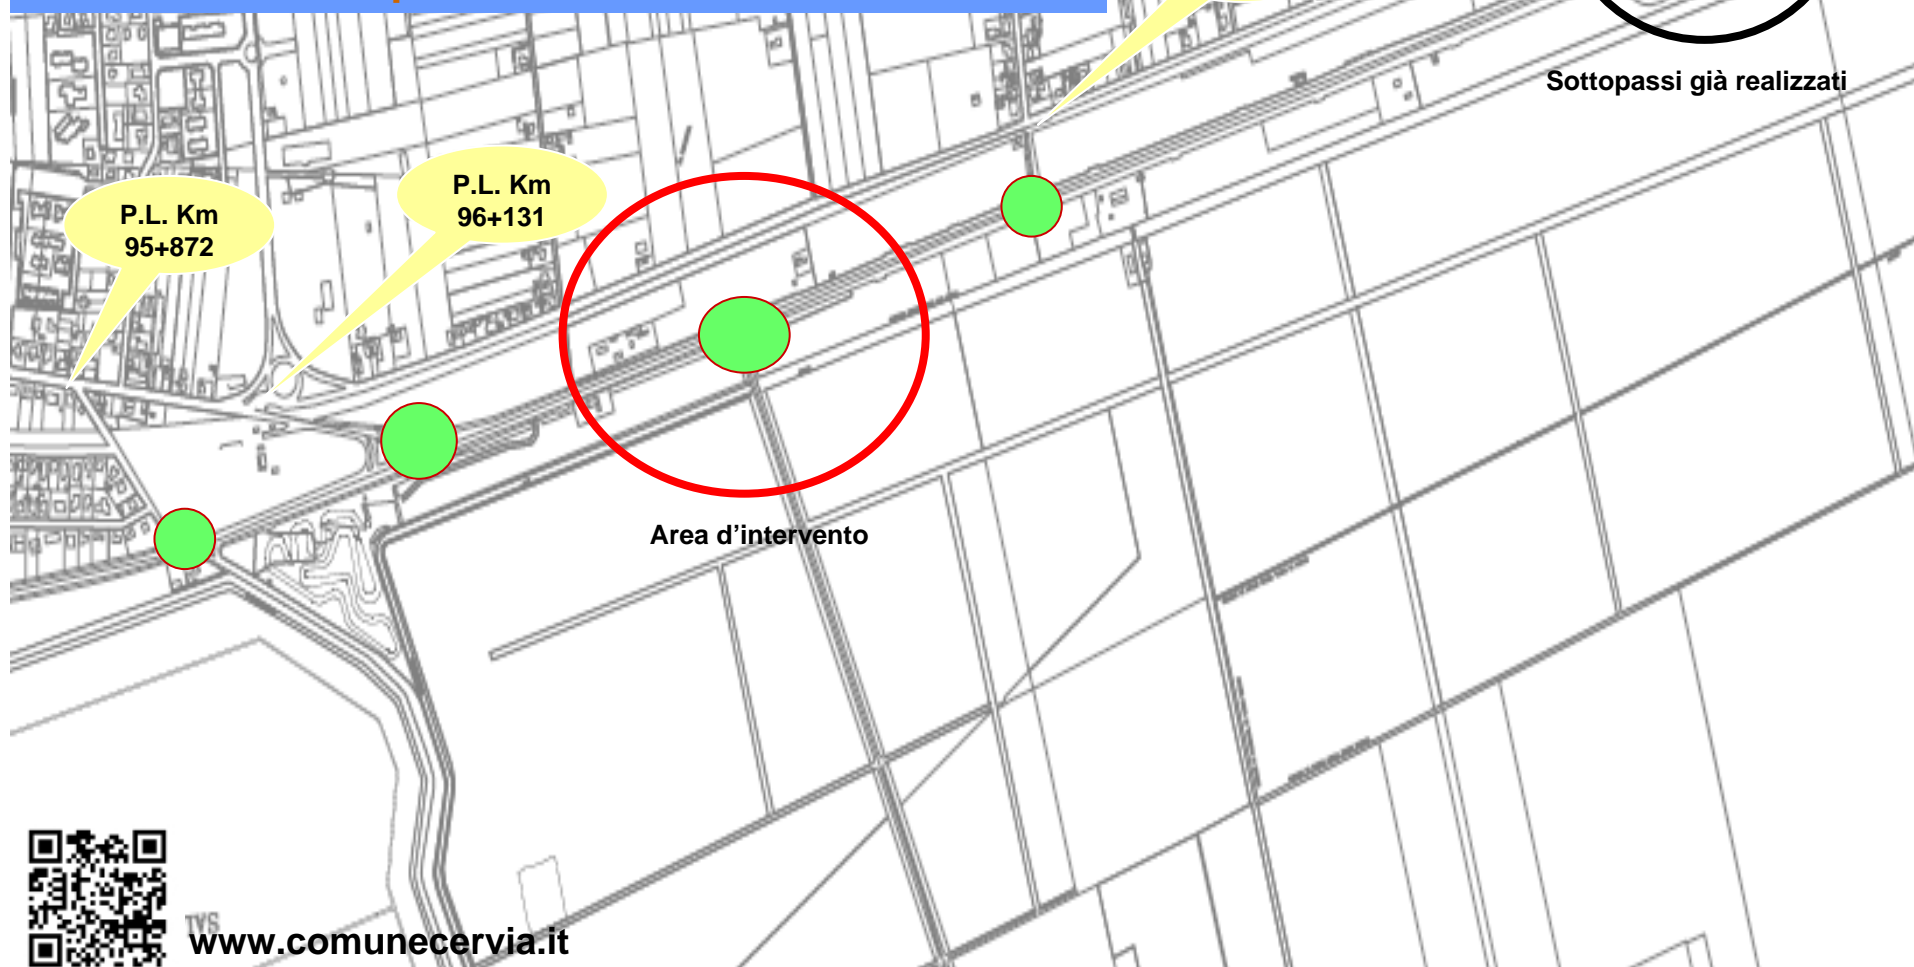 Sottopassi già realizzati
P.L. Km
96+131
P.L. Km
95+872
Area d’intervento
www.comunecervia.it